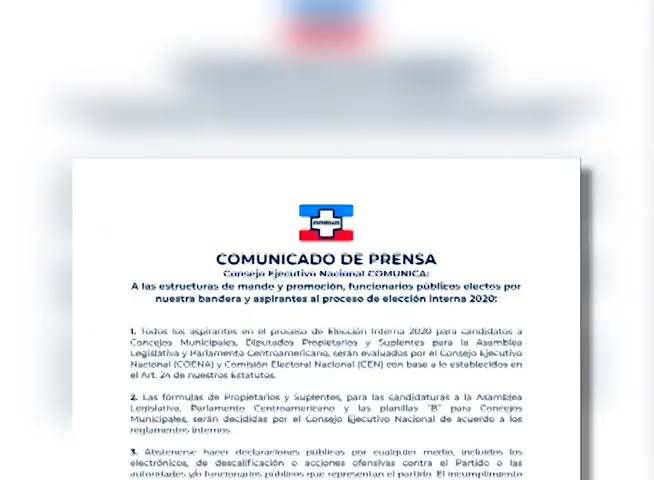 COMUNICADO DE PRENSA
Consejo Ejecutivo Nacional COMUNICA:
A las estructuras de mando y promoción, funcionarios públicos electos por
nuestra bandera y aspirantes al proceso de elección interna 2020:
1. Todos los aspirantes en el proceso de Elección Interna 2020 para candidatos a
Concejos Municipales, Diputados Propietarios y Suplentes para la Asamblea
Legislativa y Parlamento Centroamericano, serán evaluados por el Consejo Ejecutivo
Nacional (COENA) y Comisión Electoral Nacional (CEN) con base a lo establecidos en
el Art. 24 de nuestros Estatutos.
2. Las fórmulas de Propietarios y Suplentes, para las candidaturas a la Asamblea
Legislativa, Parlamento Centroamericano y las planillas "B" para Concejos
Municipales, serán decididas por el Consejo Ejecutivo Nacional de acuerdo a los
reglamentos internos.
3. Abstenerse hacer declaraciones públicas por cualquier medio, incluidos los
electrónicos, de descalificación o acciones ofensivas contra el Partido o las
autoridades y/o funcionarios públicos que representan el partido. El incumplimiento